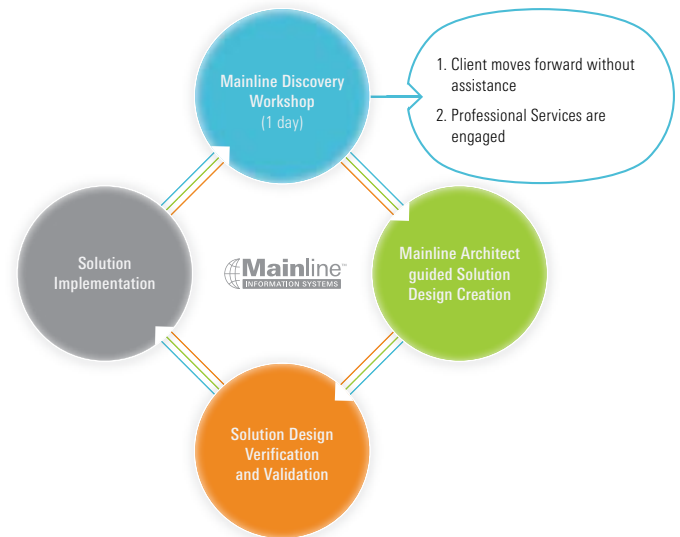 Mainline Discovery
Workshop
(1 day)
1. Client moves forward without
assistance
2. Professional Services are
engaged
Mainline Architect
guided Solution
Design Creation
Solution
Implementation
Mainline™
INFORMATION SYSTEMS
Solution Design
Verification
and Validation